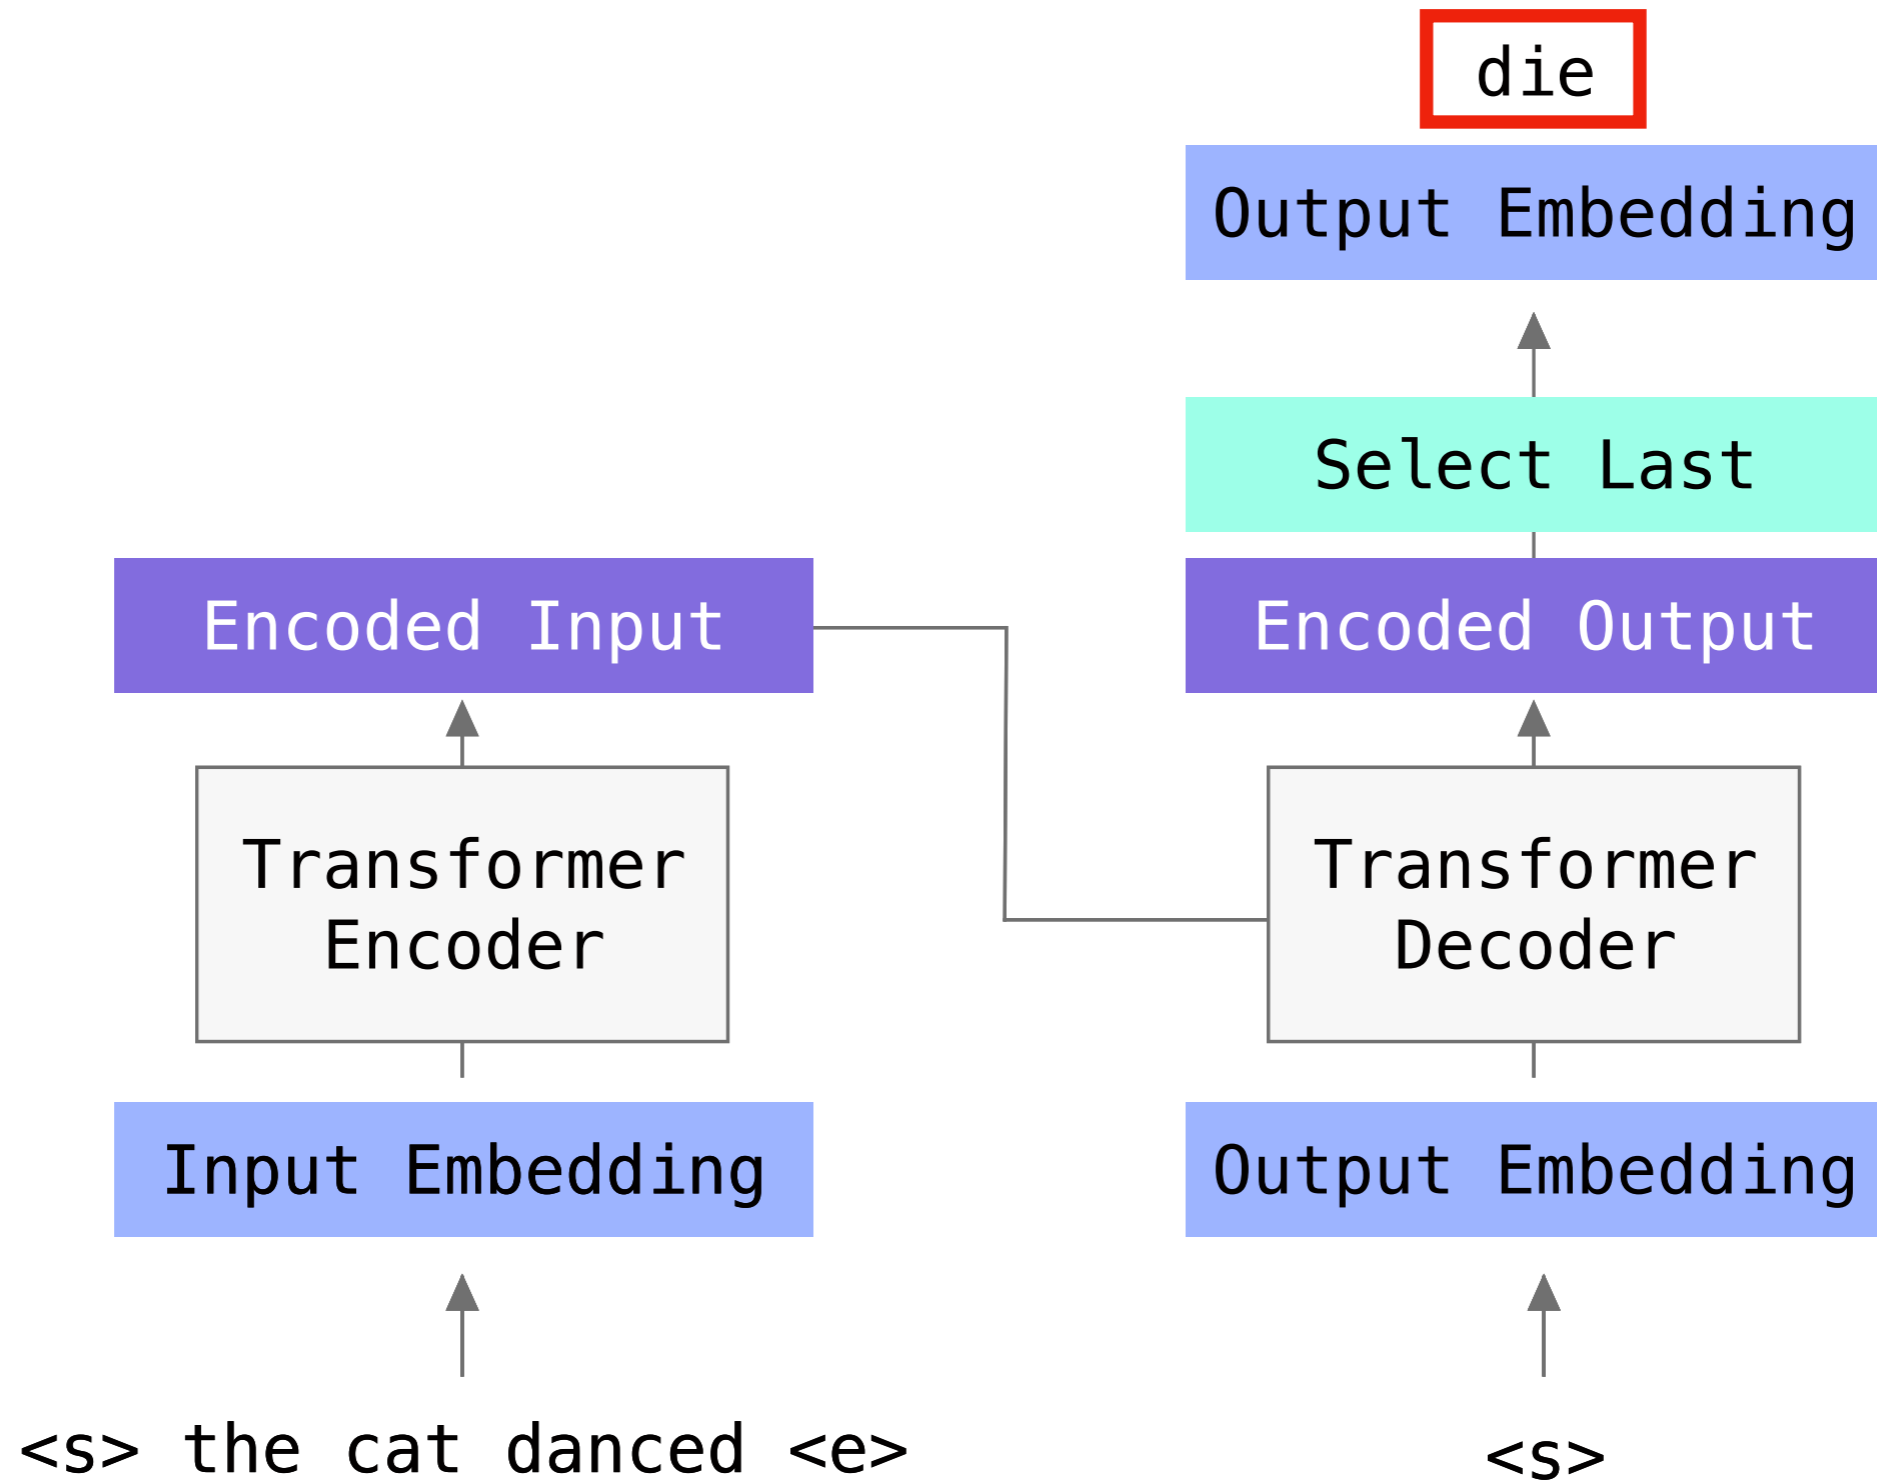 die
Output Embedding
Select Last
Encoded Input
Encoded Output
Transformer
Encoder
Transformer
Decoder
Input Embedding
Output Embedding
<s> the cat danced <e>
<s>